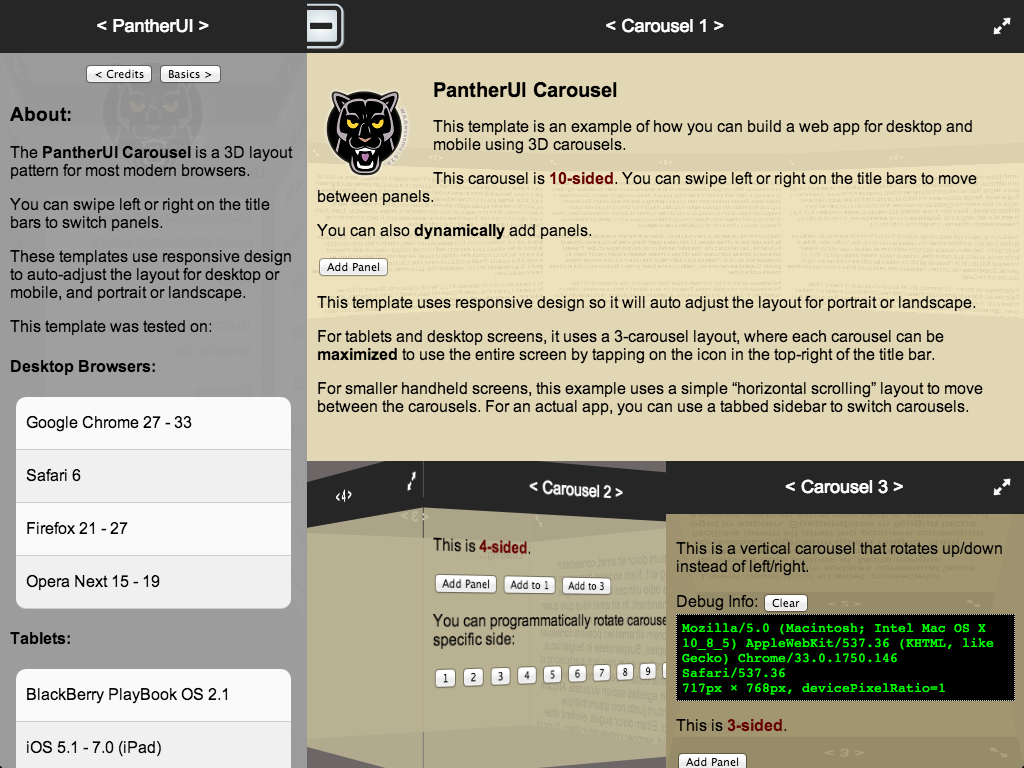 < PantherUI >
< Credits
Basics >
About:
The PantherUI Carousel is a 3D layout
pattern for most modern browsers.
You can swipe left or right on the title
bars to switch panels.
These templates use responsive design
to auto-adjust the layout for desktop or
mobile, and portrait or landscape.
This template was tested on:
Desktop Browsers:
Google Chrome 27 - 33
Safari 6
Firefox 21 - 27
Opera Next 15 - 19
Tablets:
BlackBerry PlayBook OS 2.1
iOS 5.1 - 7.0 (iPad)
< Carousel 1 >
PantherUI Carousel
This template is an example of how you can build a web app for desktop and
mobile using 3D carousels.
This carousel is 10-sided. You can swipe left or right on the title bars to move
between panels.
You can also dynamically add panels.
Add Panel
This template uses responsive design so it will auto adjust the layout for portrait or landscape.
For tablets and desktop screens, it uses a 3-carousel layout, where each carousel can be
maximized to use the entire screen by tapping on the icon in the top-right of the title bar.
For smaller handheld screens, this example uses a simple “horizontal scrolling” layout to move
between the carousels. For an actual app, you can use a tabbed sidebar to switch carousels.
<4>
< Carousel 2 >
This is 4-sided.
Add Panel
Add to 1
Add to 3
You can programmatically rotate carouse
specific side:
1 2 3 4 5 6 7 8 9
< Carousel 3 >
This is a vertical carousel that rotates up/down
instead of left/right.
Debug Info: Clear
Mozilla/5.0 (Macintosh; Intel Mac OS X
10_8_5) AppleWebKit/537.36 (KHTML, like
Gecko) Chrome/33.0.1750.146
Safari/537.36
717px × 768px, devicePixelRatio=1
This is 3-sided.
Add Panel